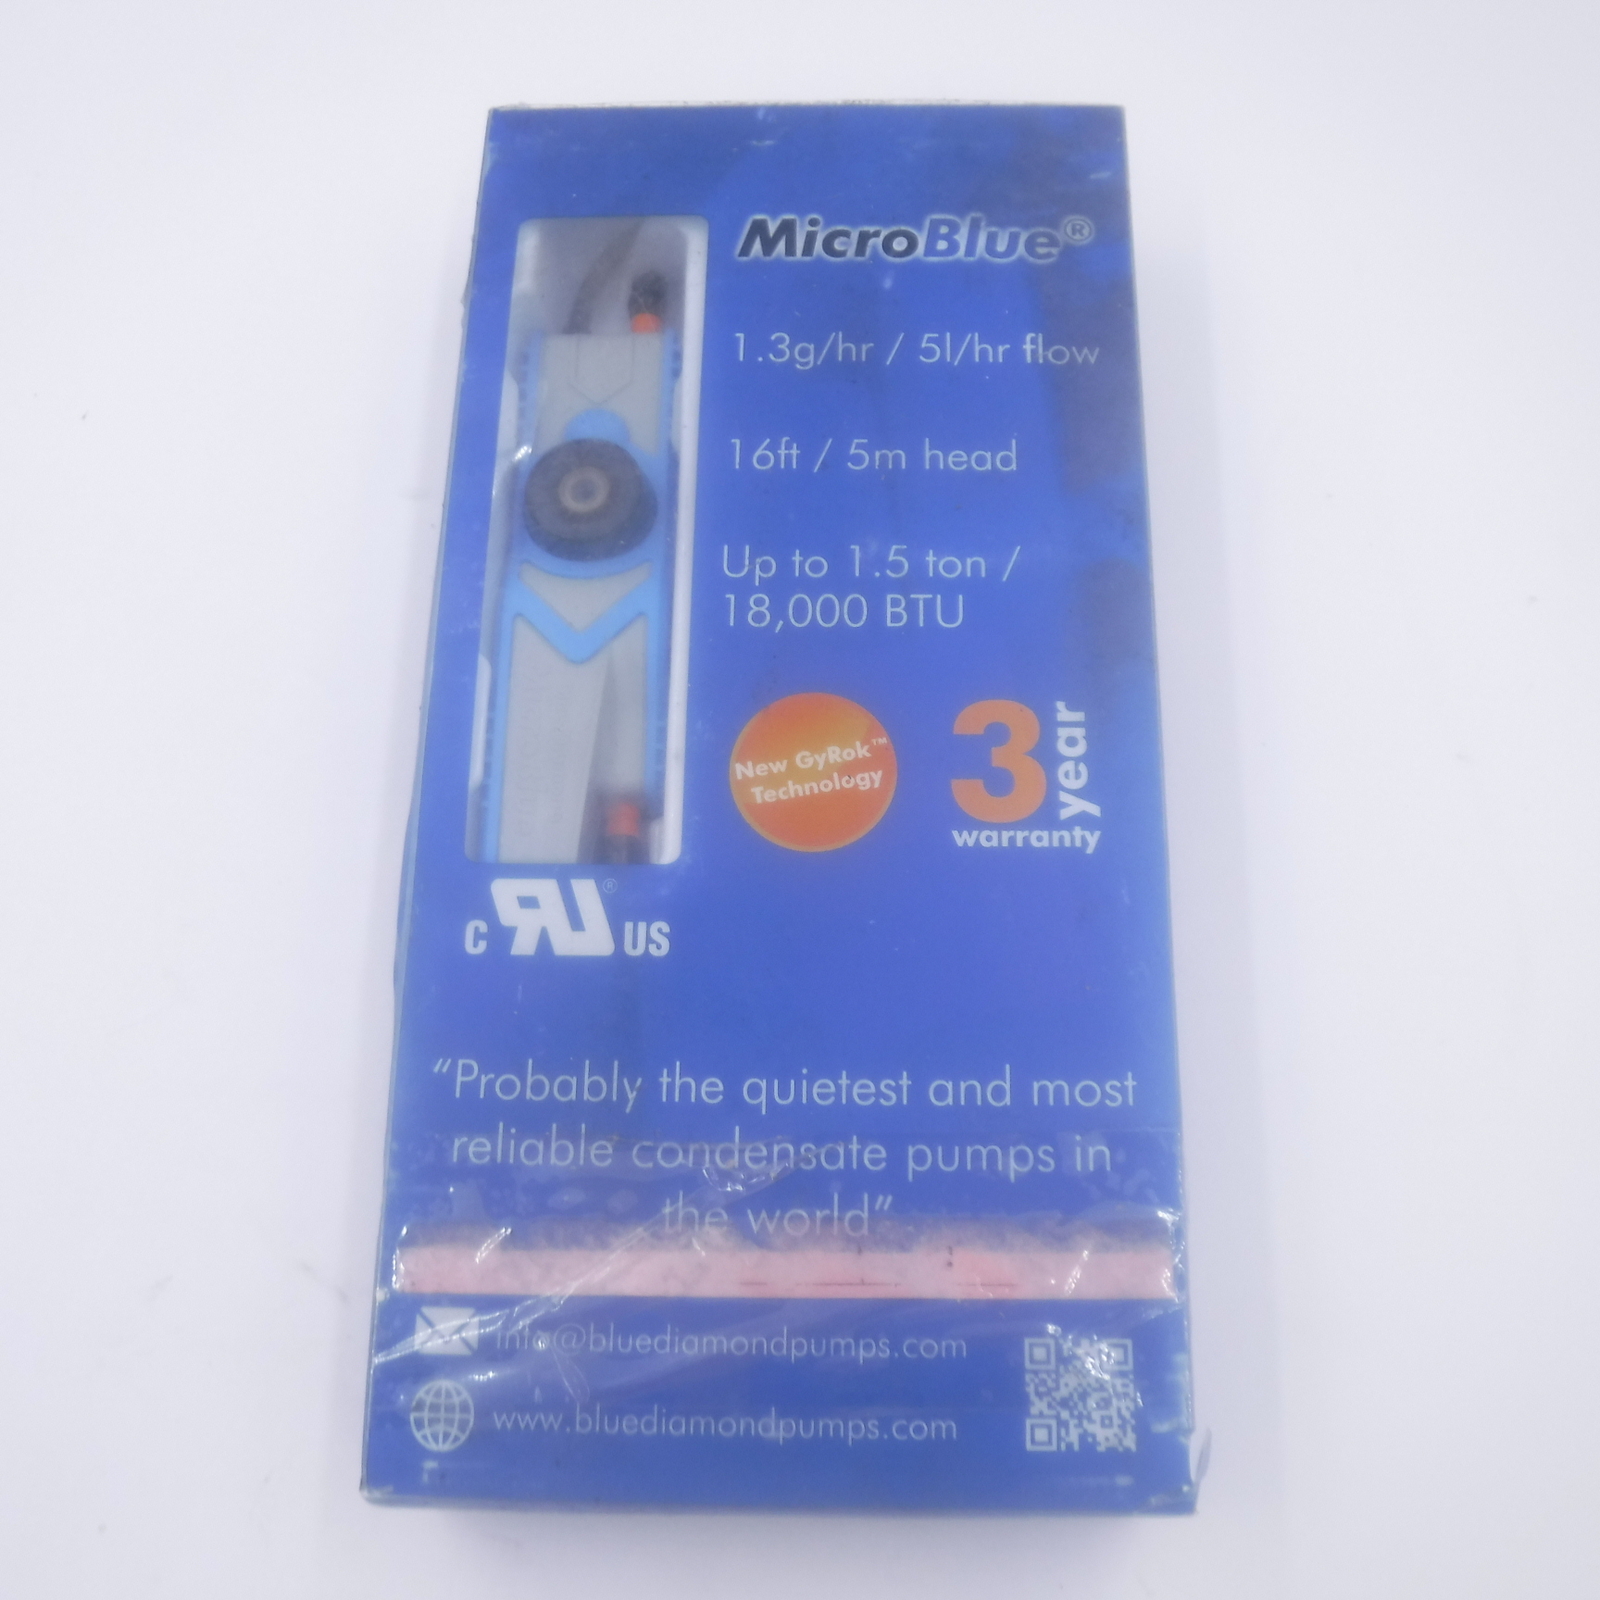 MicroBlue®
1.3g/hr / 5l/hr flow
16ft / 5m head
Up to 1.5 ton /
18,000 BTU
New GyRok™
Technology
3 year
warranty
C RU® US
“Probably the quietest and most
reliable condensate pumps in
the world”
info@bluediamondpumps.com
www.bluediamondpumps.com